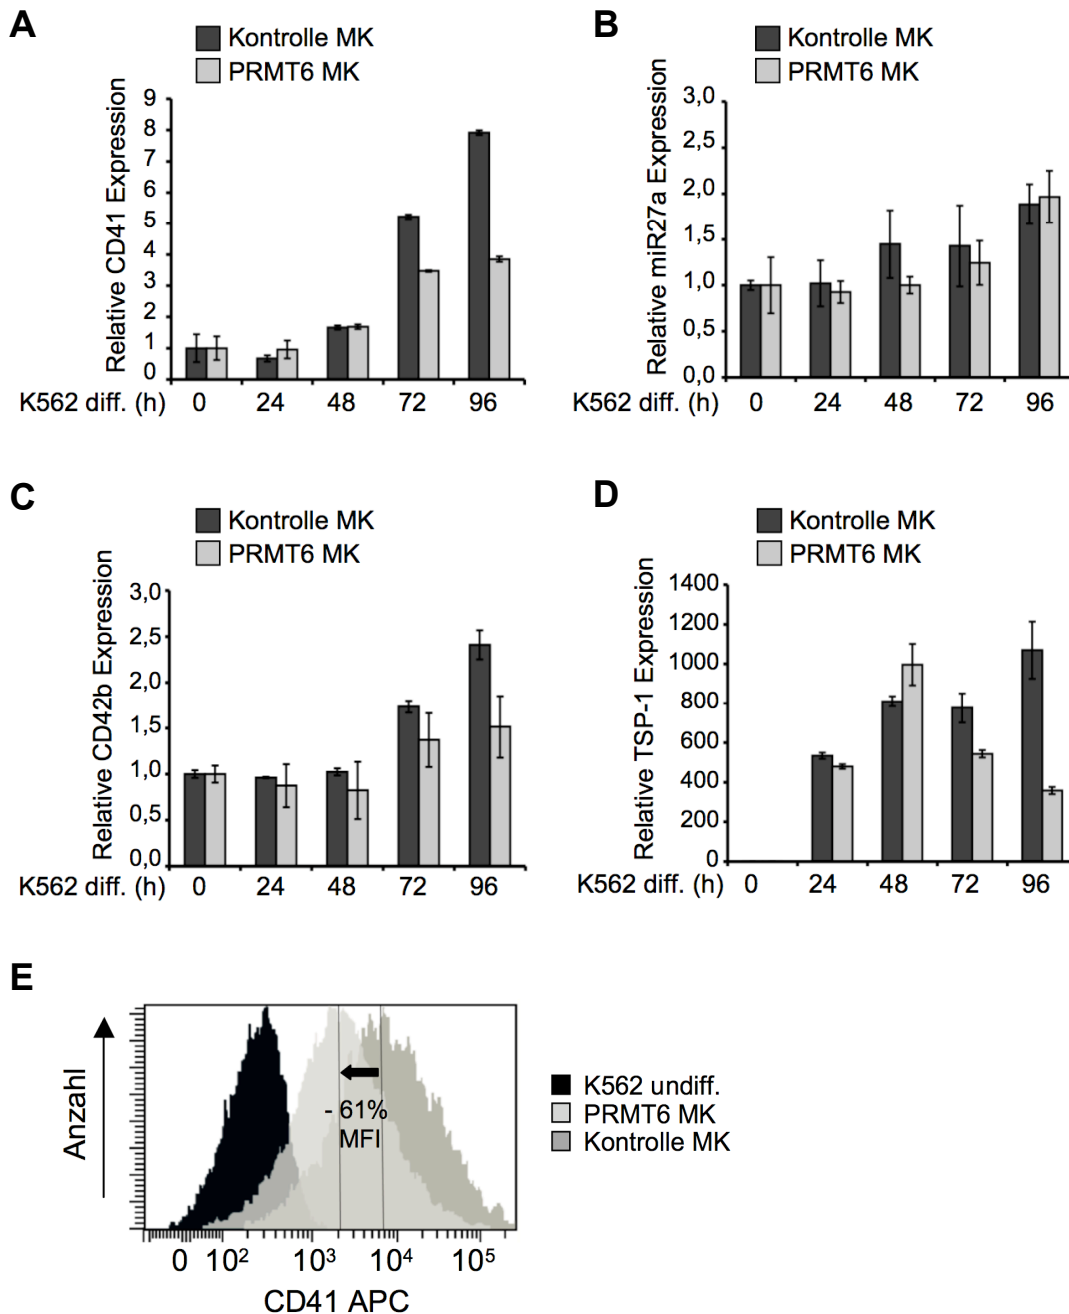 A
Kontrolle MK
PRMT6 MK
Relative CD41 Expression
9
8
7
6
5
4
3
2
1
0
K562 diff. (h) 0 24 48 72 96
B
Kontrolle MK
PRMT6 MK
Relative miR27a Expression
3,0
2,5
2,0
1,5
1,0
0,5
0,0
K562 diff. (h) 0 24 48 72 96
C
Kontrolle MK
PRMT6 MK
Relative CD42b Expression
3,0
2,5
2,0
1,5
1,0
0,5
0,0
K562 diff. (h) 0 24 48 72 96
D
Kontrolle MK
PRMT6 MK
Relative TSP-1 Expression
1400
1200
1000
800
600
400
200
0
K562 diff. (h) 0 24 48 72 96
E
Anzahl
- 61%
MFI
0 10² 10³ 10⁴ 10⁵
CD41 APC
K562 undiff.
PRMT6 MK
Kontrolle MK